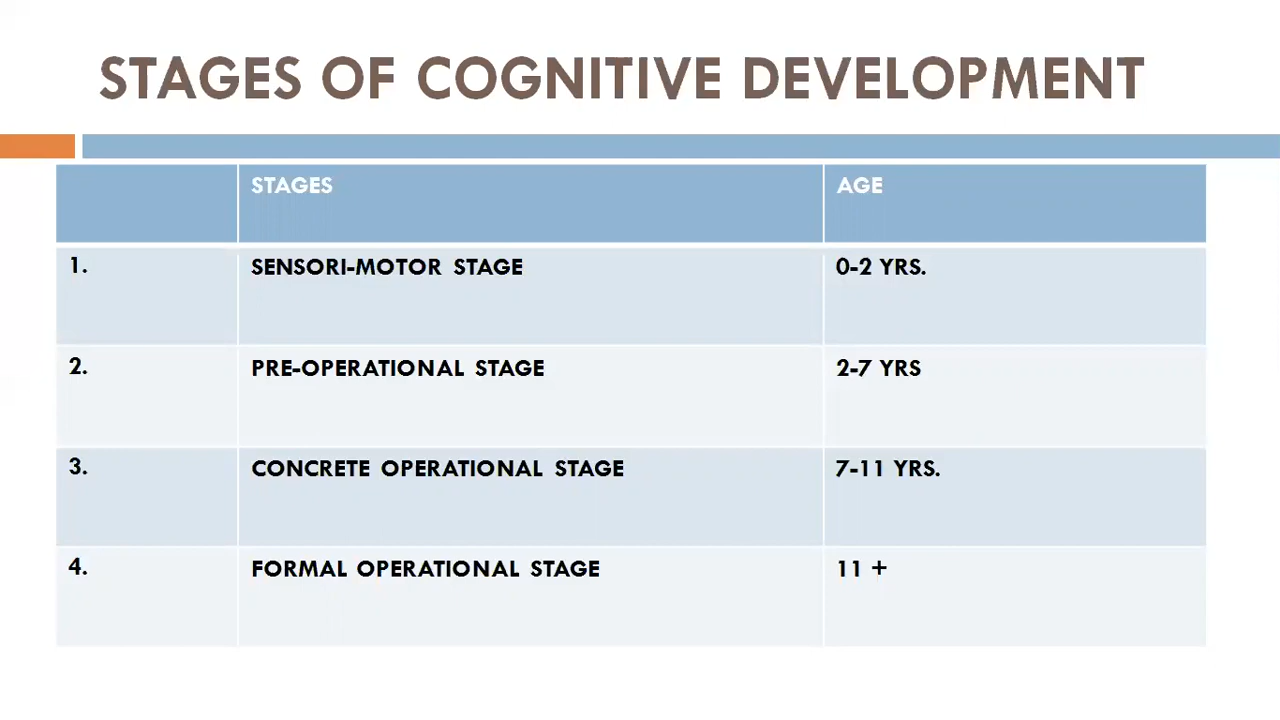 STAGES OF COGNITIVE DEVELOPMENT
STAGES AGE
1. SENSORI-MOTOR STAGE 0-2 YRS.
2. PRE-OPERATIONAL STAGE 2-7 YRS
3. CONCRETE OPERATIONAL STAGE 7-11 YRS.
4. FORMAL OPERATIONAL STAGE 11 +